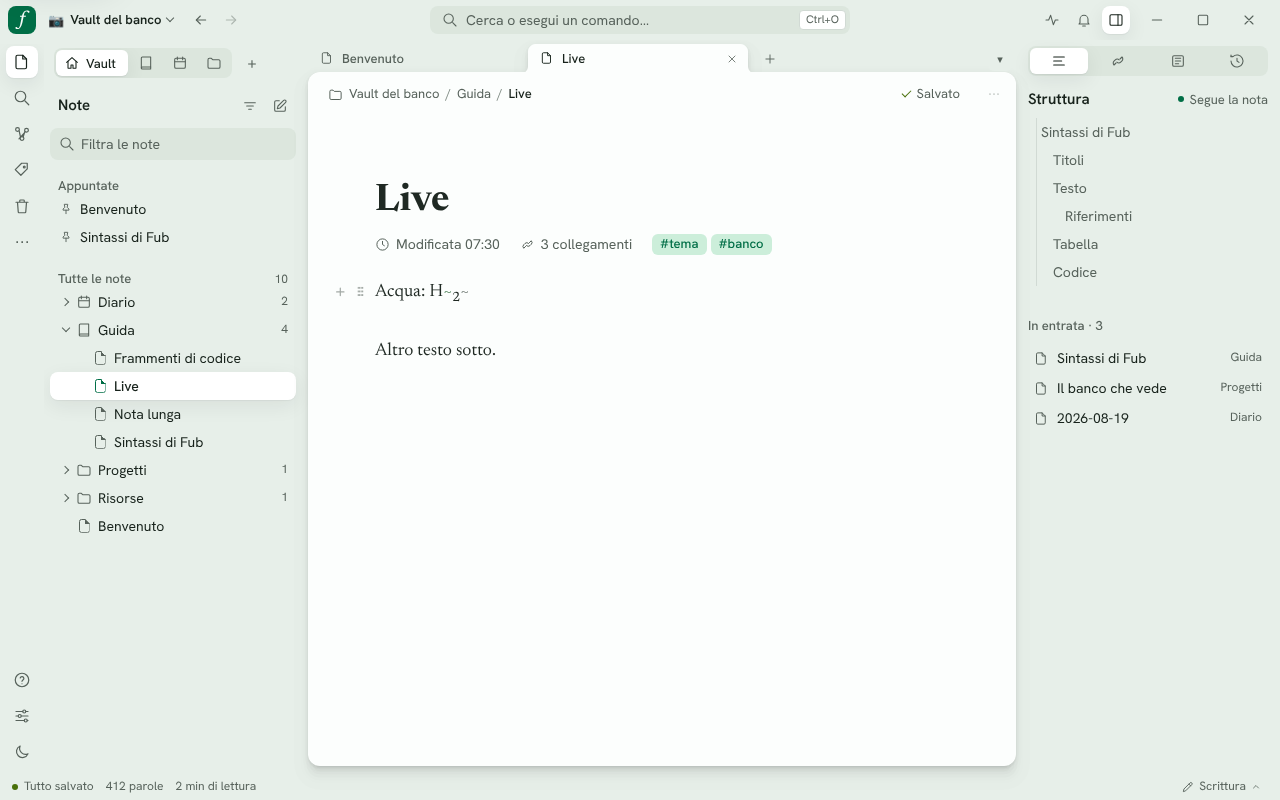 f
Vault del banco
Cerca o esegui un comando…
Ctrl+O
Vault
Note
Filtra le note
Appuntate
Benvenuto
Sintassi di Fub
Tutte le note 10
Diario 2
Guida 4
Frammenti di codice
Live
Nota lunga
Sintassi di Fub
Progetti 1
Risorse 1
Benvenuto
Benvenuto
Live
Vault del banco / Guida / Live
Salvato
Live
Modificata 07:30
3 collegamenti
#tema
#banco
Acqua: H~2~
Altro testo sotto.
Struttura
Segue la nota
Sintassi di Fub
Titoli
Testo
Riferimenti
Tabella
Codice
In entrata · 3
Sintassi di Fub Guida
Il banco che vede Progetti
2026-08-19 Diario
Tutto salvato
412 parole
2 min di lettura
Scrittura